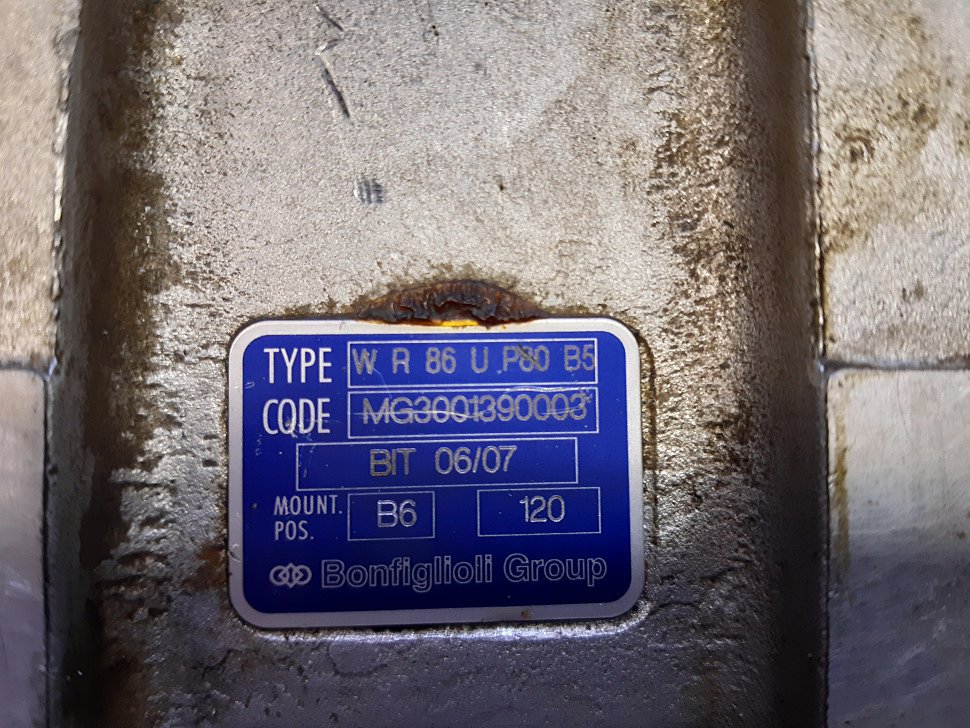 TYPE W R 86 U P80 B5
CODE MG3001390003
BIT 06/07
MOUNT. POS. B6 120
Bonfiglioli Group